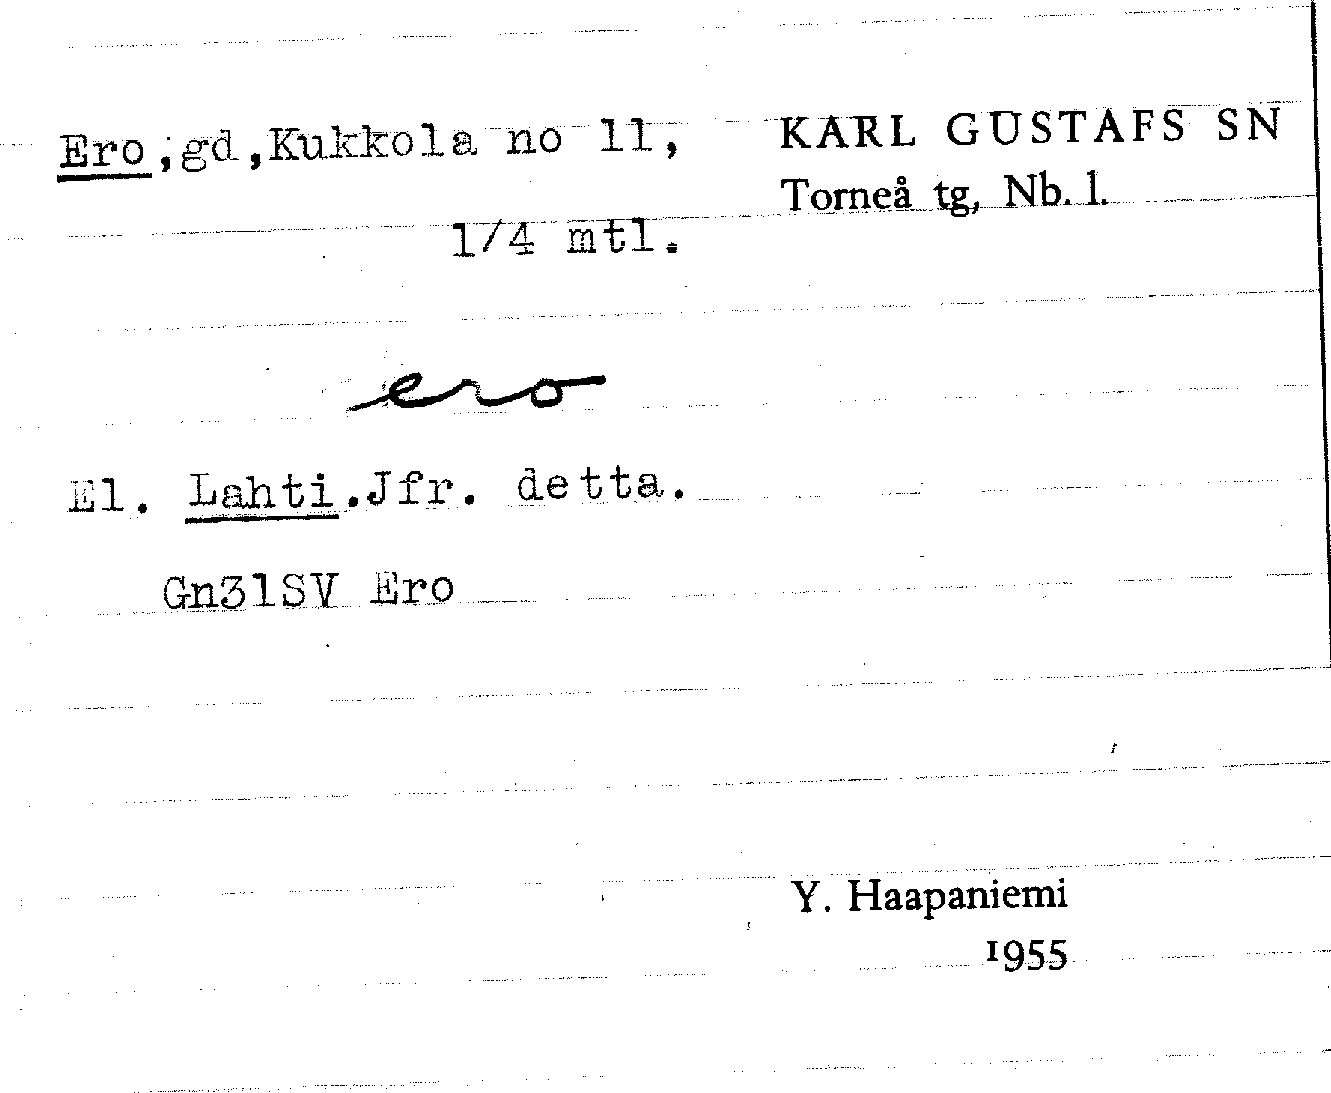 Ero, gd, Kukkola no 11,
1/4 mtl.
KARL GUSTAFS SN
Torneå tg, Nb. l.
ero
El. Lahti. Jfr. detta.
Gn31SV Ero
Y. Haapaniemi
1955